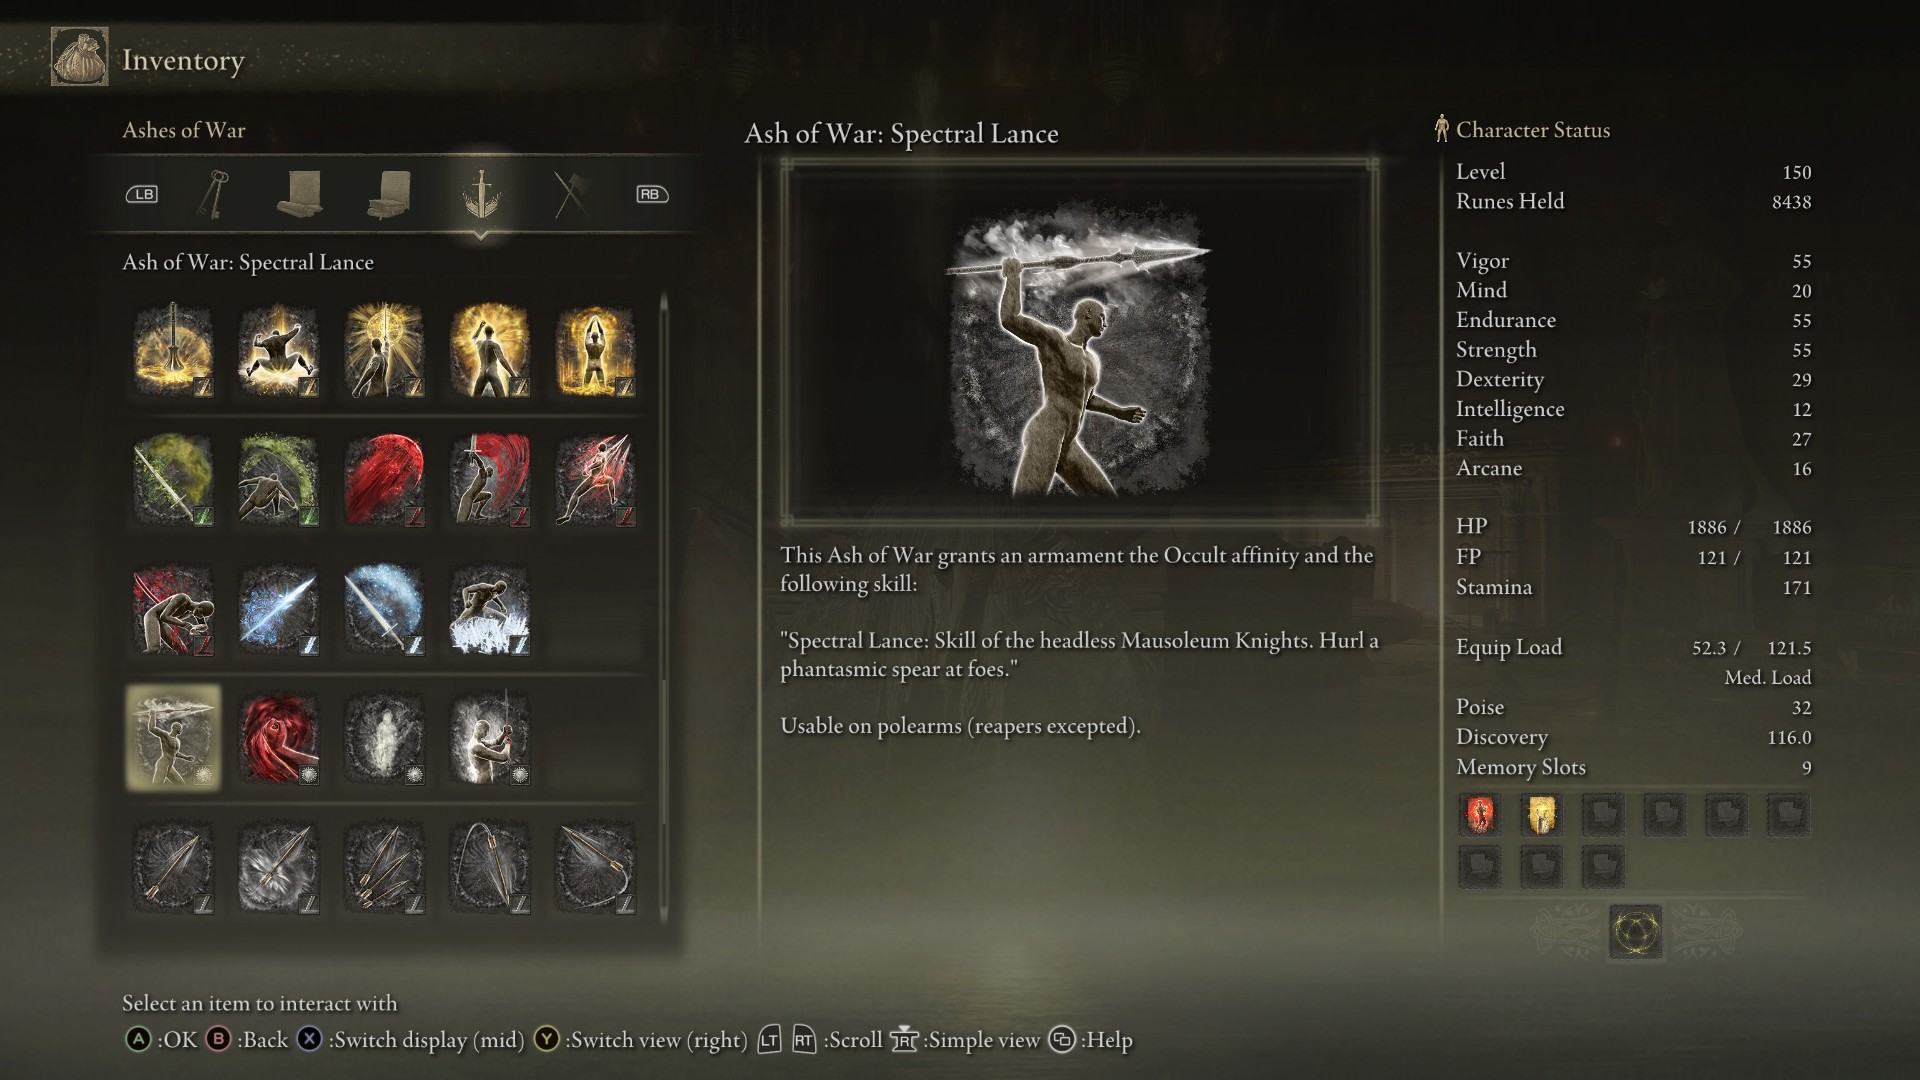 Inventory
Ashes of War
LB
RB
Ash of War: Spectral Lance
Ash of War: Spectral Lance
This Ash of War grants an armament the Occult affinity and the
following skill:
"Spectral Lance: Skill of the headless Mausoleum Knights. Hurl a
phantasmic spear at foes."
Usable on polearms (reapers excepted).
Character Status
Level 150
Runes Held 8438
Vigor 55
Mind 20
Endurance 55
Strength 55
Dexterity 29
Intelligence 12
Faith 27
Arcane 16
HP 1886 / 1886
FP 121 / 121
Stamina 171
Equip Load 52.3 / 121.5
Med. Load
Poise 32
Discovery 116.0
Memory Slots 9
Select an item to interact with
A :OK B :Back X :Switch display (mid) Y :Switch view (right) LT RT :Scroll R :Simple view :Help